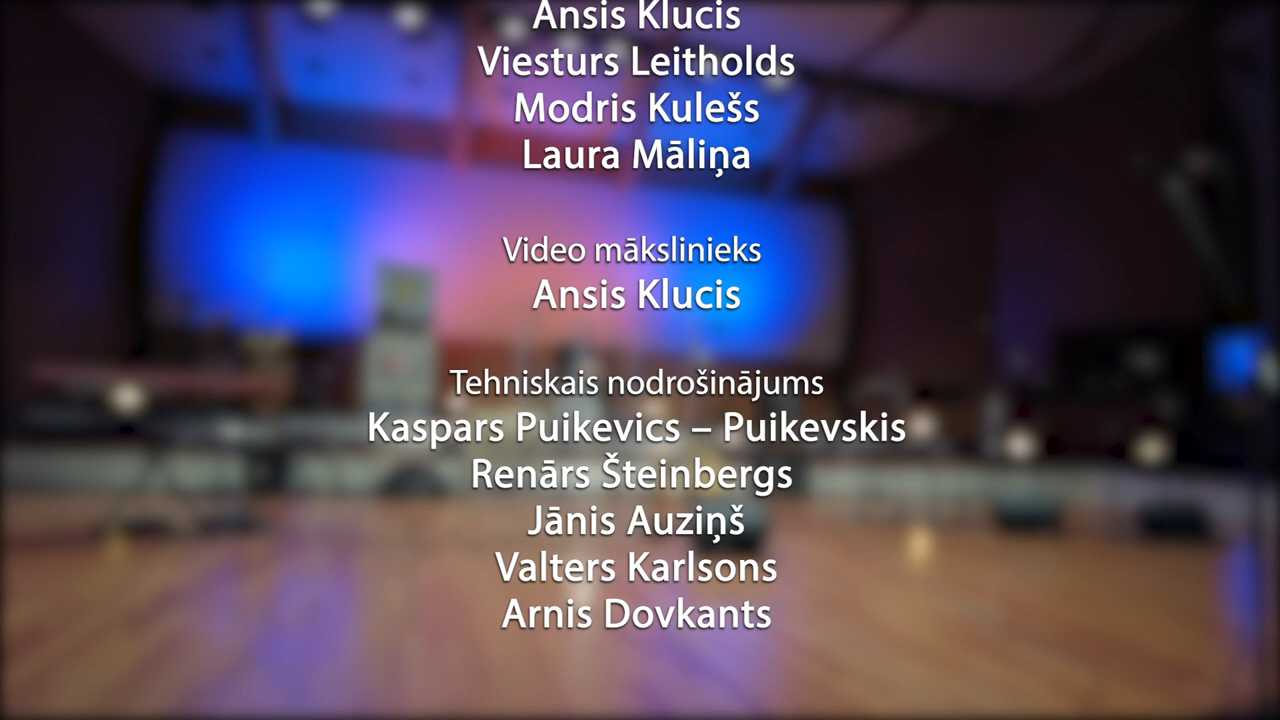 Ansis Klucis
Viesturs Leitholds
Modris Kulešs
Laura Māliņa
Video mākslinieks
Ansis Klucis
Tehniskais nodrošinājums
Kaspars Puikevics – Puikevskis
Renārs Šteinbergs
Jānis Auziņš
Valters Karlsons
Arnis Dovkants